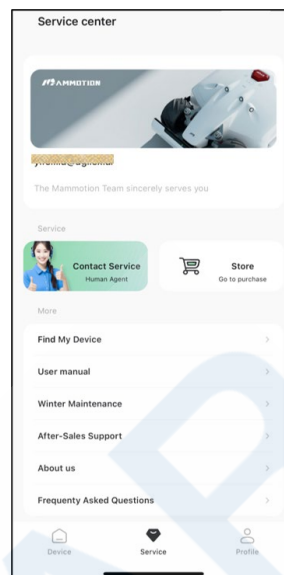 Service center
MAMMOTION
The Mammotion Team sincerely serves you
Service
Contact Service
Human Agent
Store
Go to purchase
More
Find My Device
User manual
Winter Maintenance
After-Sales Support
About us
Frequenty Asked Questions
Device
Service
Profile